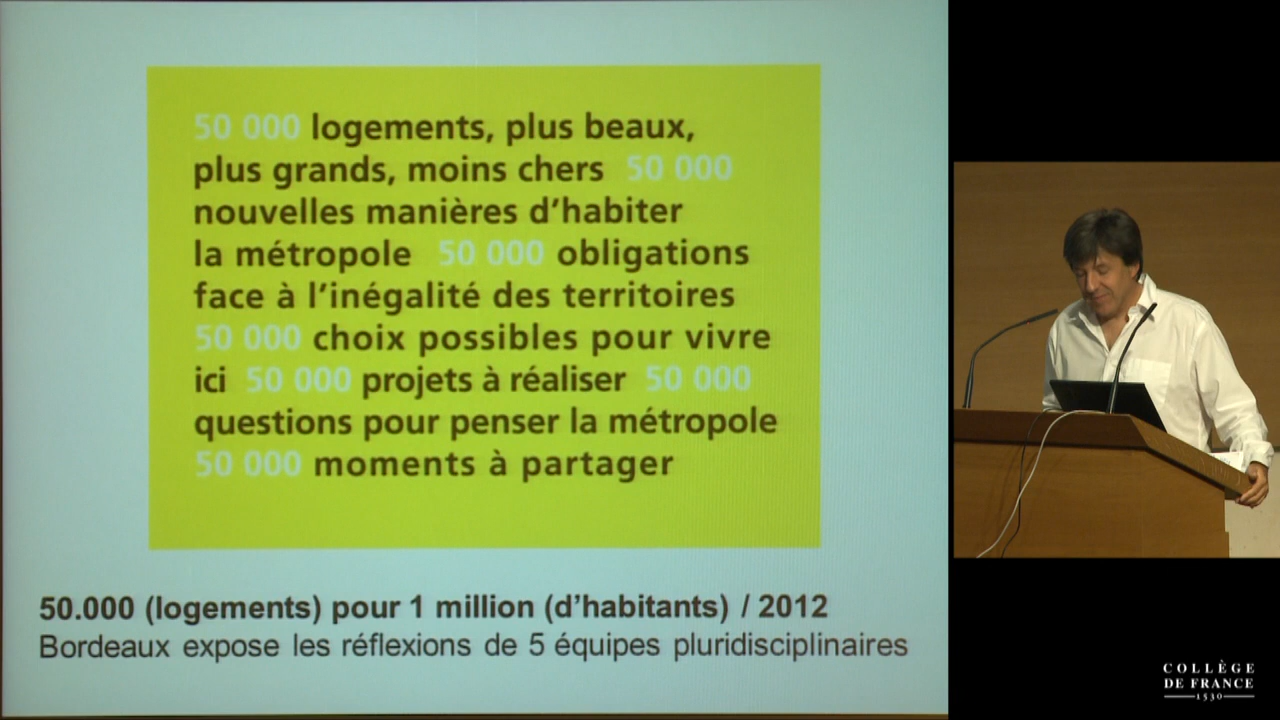 50 000 logements, plus beaux,
plus grands, moins chers 50 000
nouvelles manières d’habiter
la métropole 50 000 obligations
face à l’inégalité des territoires
50 000 choix possibles pour vivre
ici 50 000 projets à réaliser 50 000
questions pour penser la métropole
50 000 moments à partager
50.000 (logements) pour 1 million (d’habitants) / 2012
Bordeaux expose les réflexions de 5 équipes pluridisciplinaires
COLLÈGE
DE FRANCE
1530